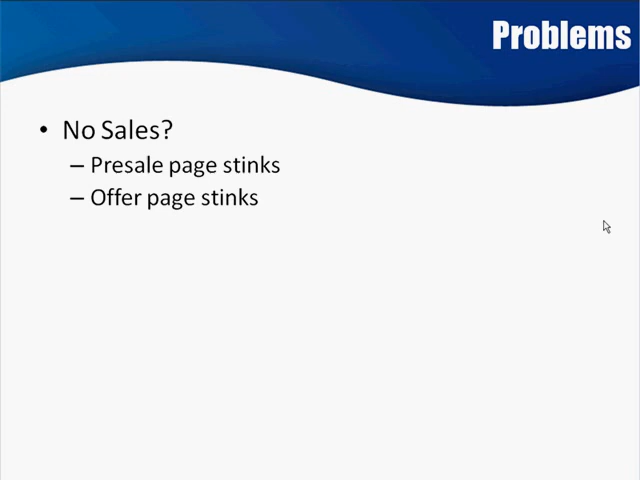 Problems
• No Sales?
– Presale page stinks
– Offer page stinks